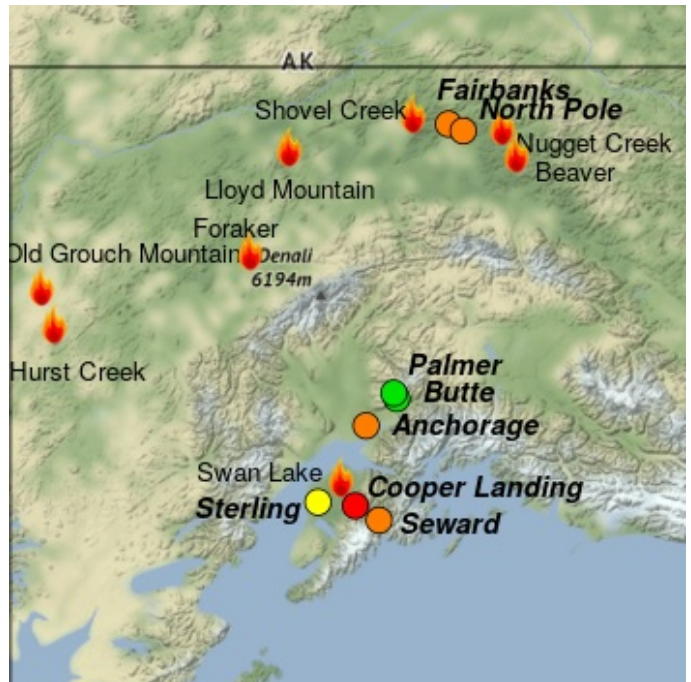 AK
Fairbanks
Shovel Creek
North Pole
Nugget Creek
Beaver
Lloyd Mountain
Foraker
Old Grouch Mountain
Denali
6194m
Hurst Creek
Palmer
Butte
Anchorage
Swan Lake
Cooper Landing
Sterling
Seward